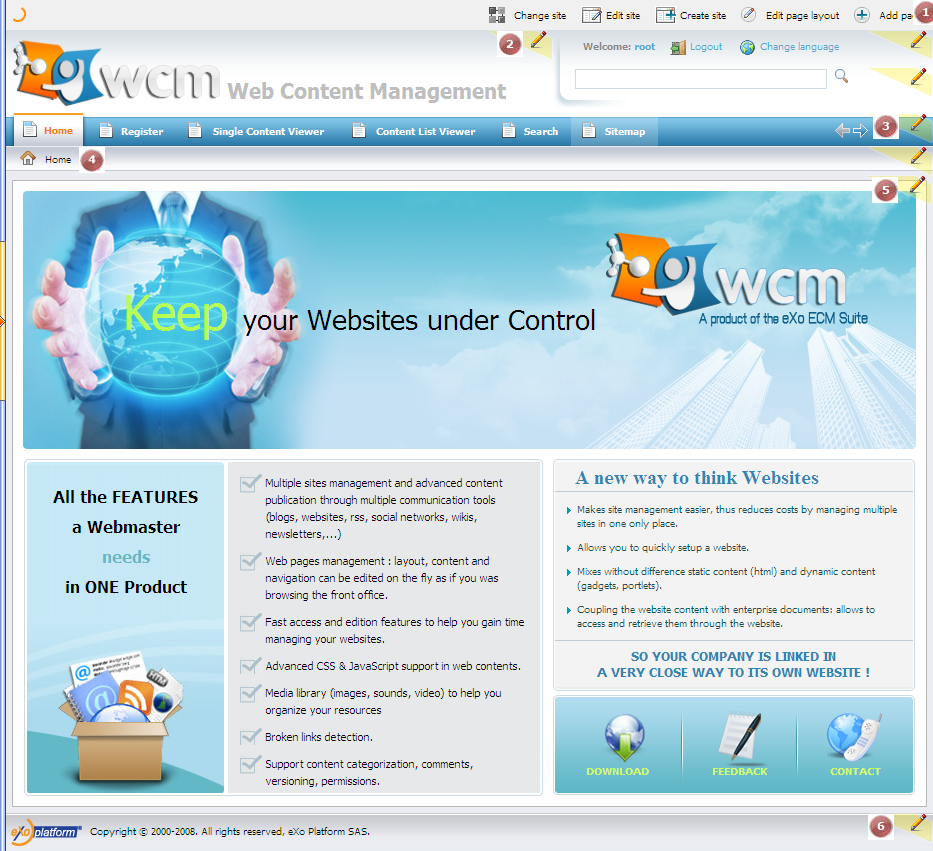 Change site Edit site Create site Edit page layout Add pa 1
2 Welcome: root Logout Change language
wcm Web Content Management
Home Register Single Content Viewer Content List Viewer Search Sitemap 3
Home 4
5
wcm
A product of the eXo ECM Suite
Keep your Websites under Control
All the FEATURES
a Webmaster
needs
in ONE Product
Multiple sites management and advanced content
publication through multiple communication tools
(blogs, websites, rss, social networks, wikis,
newsletters,...)
Web pages management : layout, content and
navigation can be edited on the fly as if you was
browsing the front office.
Fast access and edition features to help you gain time
managing your websites.
Advanced CSS & JavaScript support in web contents.
Media library (images, sounds, video) to help you
organize your resources
Broken links detection.
Support content categorization, comments,
versioning, permissions.
A new way to think Websites
Makes site management easier, thus reduces costs by managing multiple
sites in one only place.
Allows you to quickly setup a website.
Mixes without difference static content (html) and dynamic content
(gadgets, portlets).
Coupling the website content with enterprise documents: allows to
access and retrieve them through the website.
SO YOUR COMPANY IS LINKED IN
A VERY CLOSE WAY TO ITS OWN WEBSITE !
HTML
DOWNLOAD FEEDBACK CONTACT
eXo platform Copyright © 2000-2008. All rights reserved, eXo Platform SAS. 6